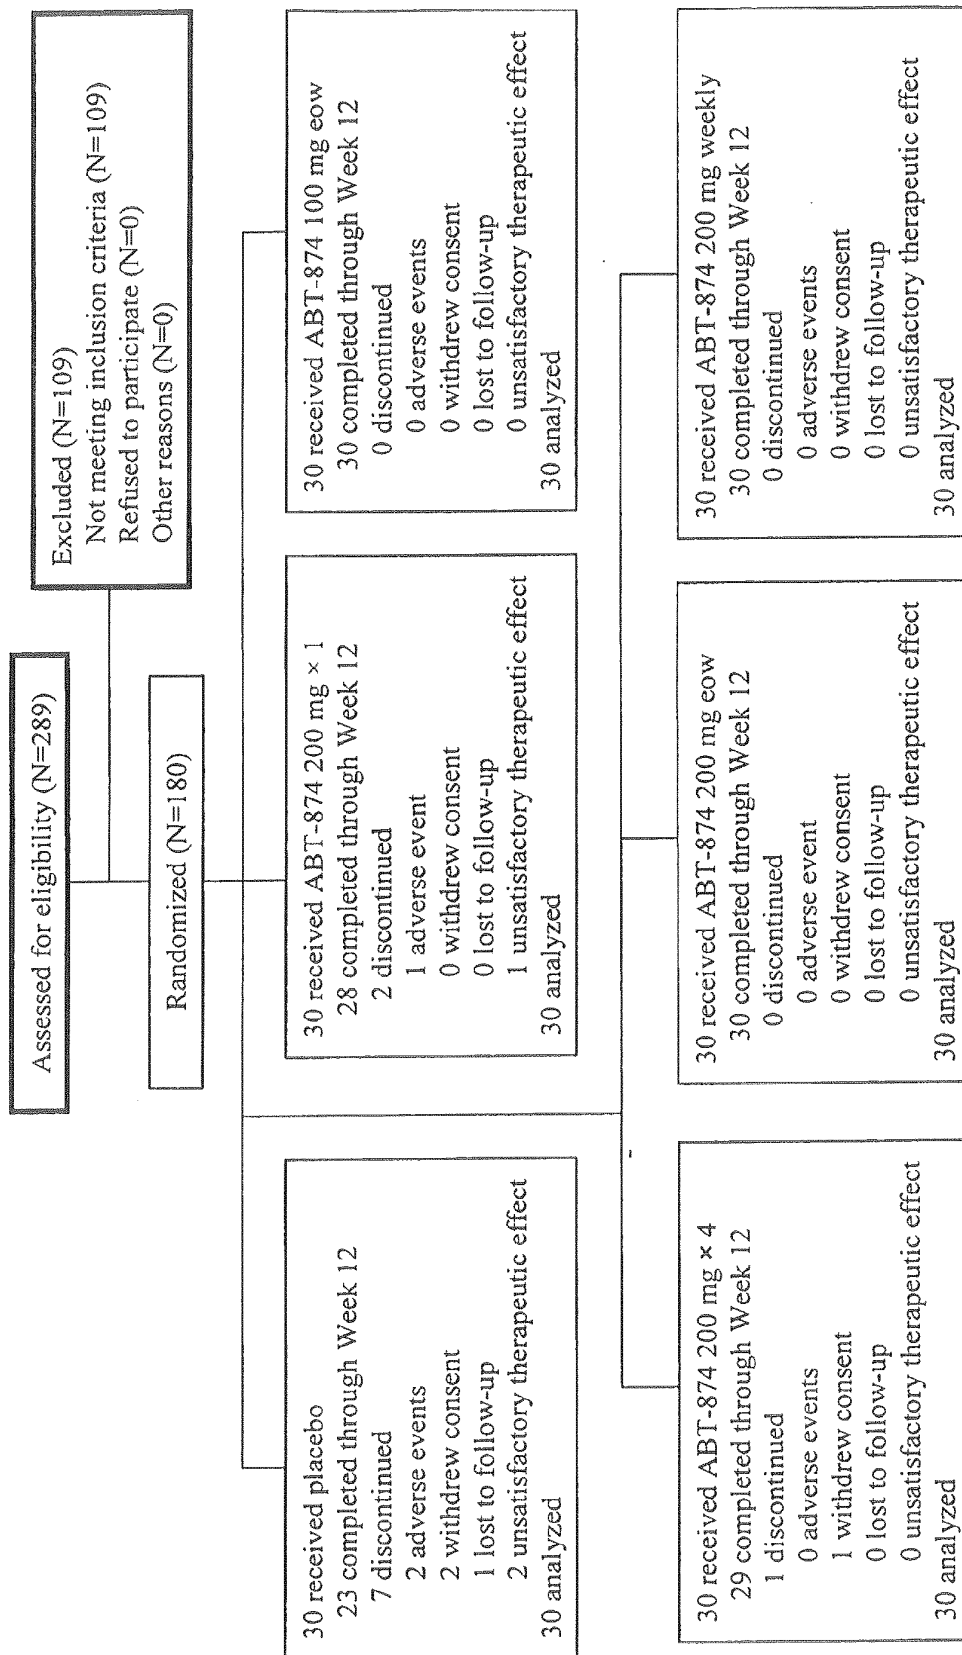 Assessed for eligibility (N=289)
Excluded (N=109)
Not meeting inclusion criteria (N=109)
Refused to participate (N=0)
Other reasons (N=0)
Randomized (N=180)
30 received placebo
23 completed through Week 12
7 discontinued
2 adverse events
2 withdrew consent
1 lost to follow-up
2 unsatisfactory therapeutic effect
30 analyzed
30 received ABT-874 200 mg × 1
28 completed through Week 12
2 discontinued
1 adverse event
0 withdrew consent
0 lost to follow-up
1 unsatisfactory therapeutic effect
30 analyzed
30 received ABT-874 100 mg eow
30 completed through Week 12
0 discontinued
0 adverse events
0 withdrew consent
0 lost to follow-up
0 unsatisfactory therapeutic effect
30 analyzed
30 received ABT-874 200 mg × 4
29 completed through Week 12
1 discontinued
0 adverse events
1 withdrew consent
0 lost to follow-up
0 unsatisfactory therapeutic effect
30 analyzed
30 received ABT-874 200 mg eow
30 completed through Week 12
0 discontinued
0 adverse event
0 withdrew consent
0 lost to follow-up
0 unsatisfactory therapeutic effect
30 analyzed
30 received ABT-874 200 mg weekly
30 completed through Week 12
0 discontinued
0 adverse events
0 withdrew consent
0 lost to follow-up
0 unsatisfactory therapeutic effect
30 analyzed